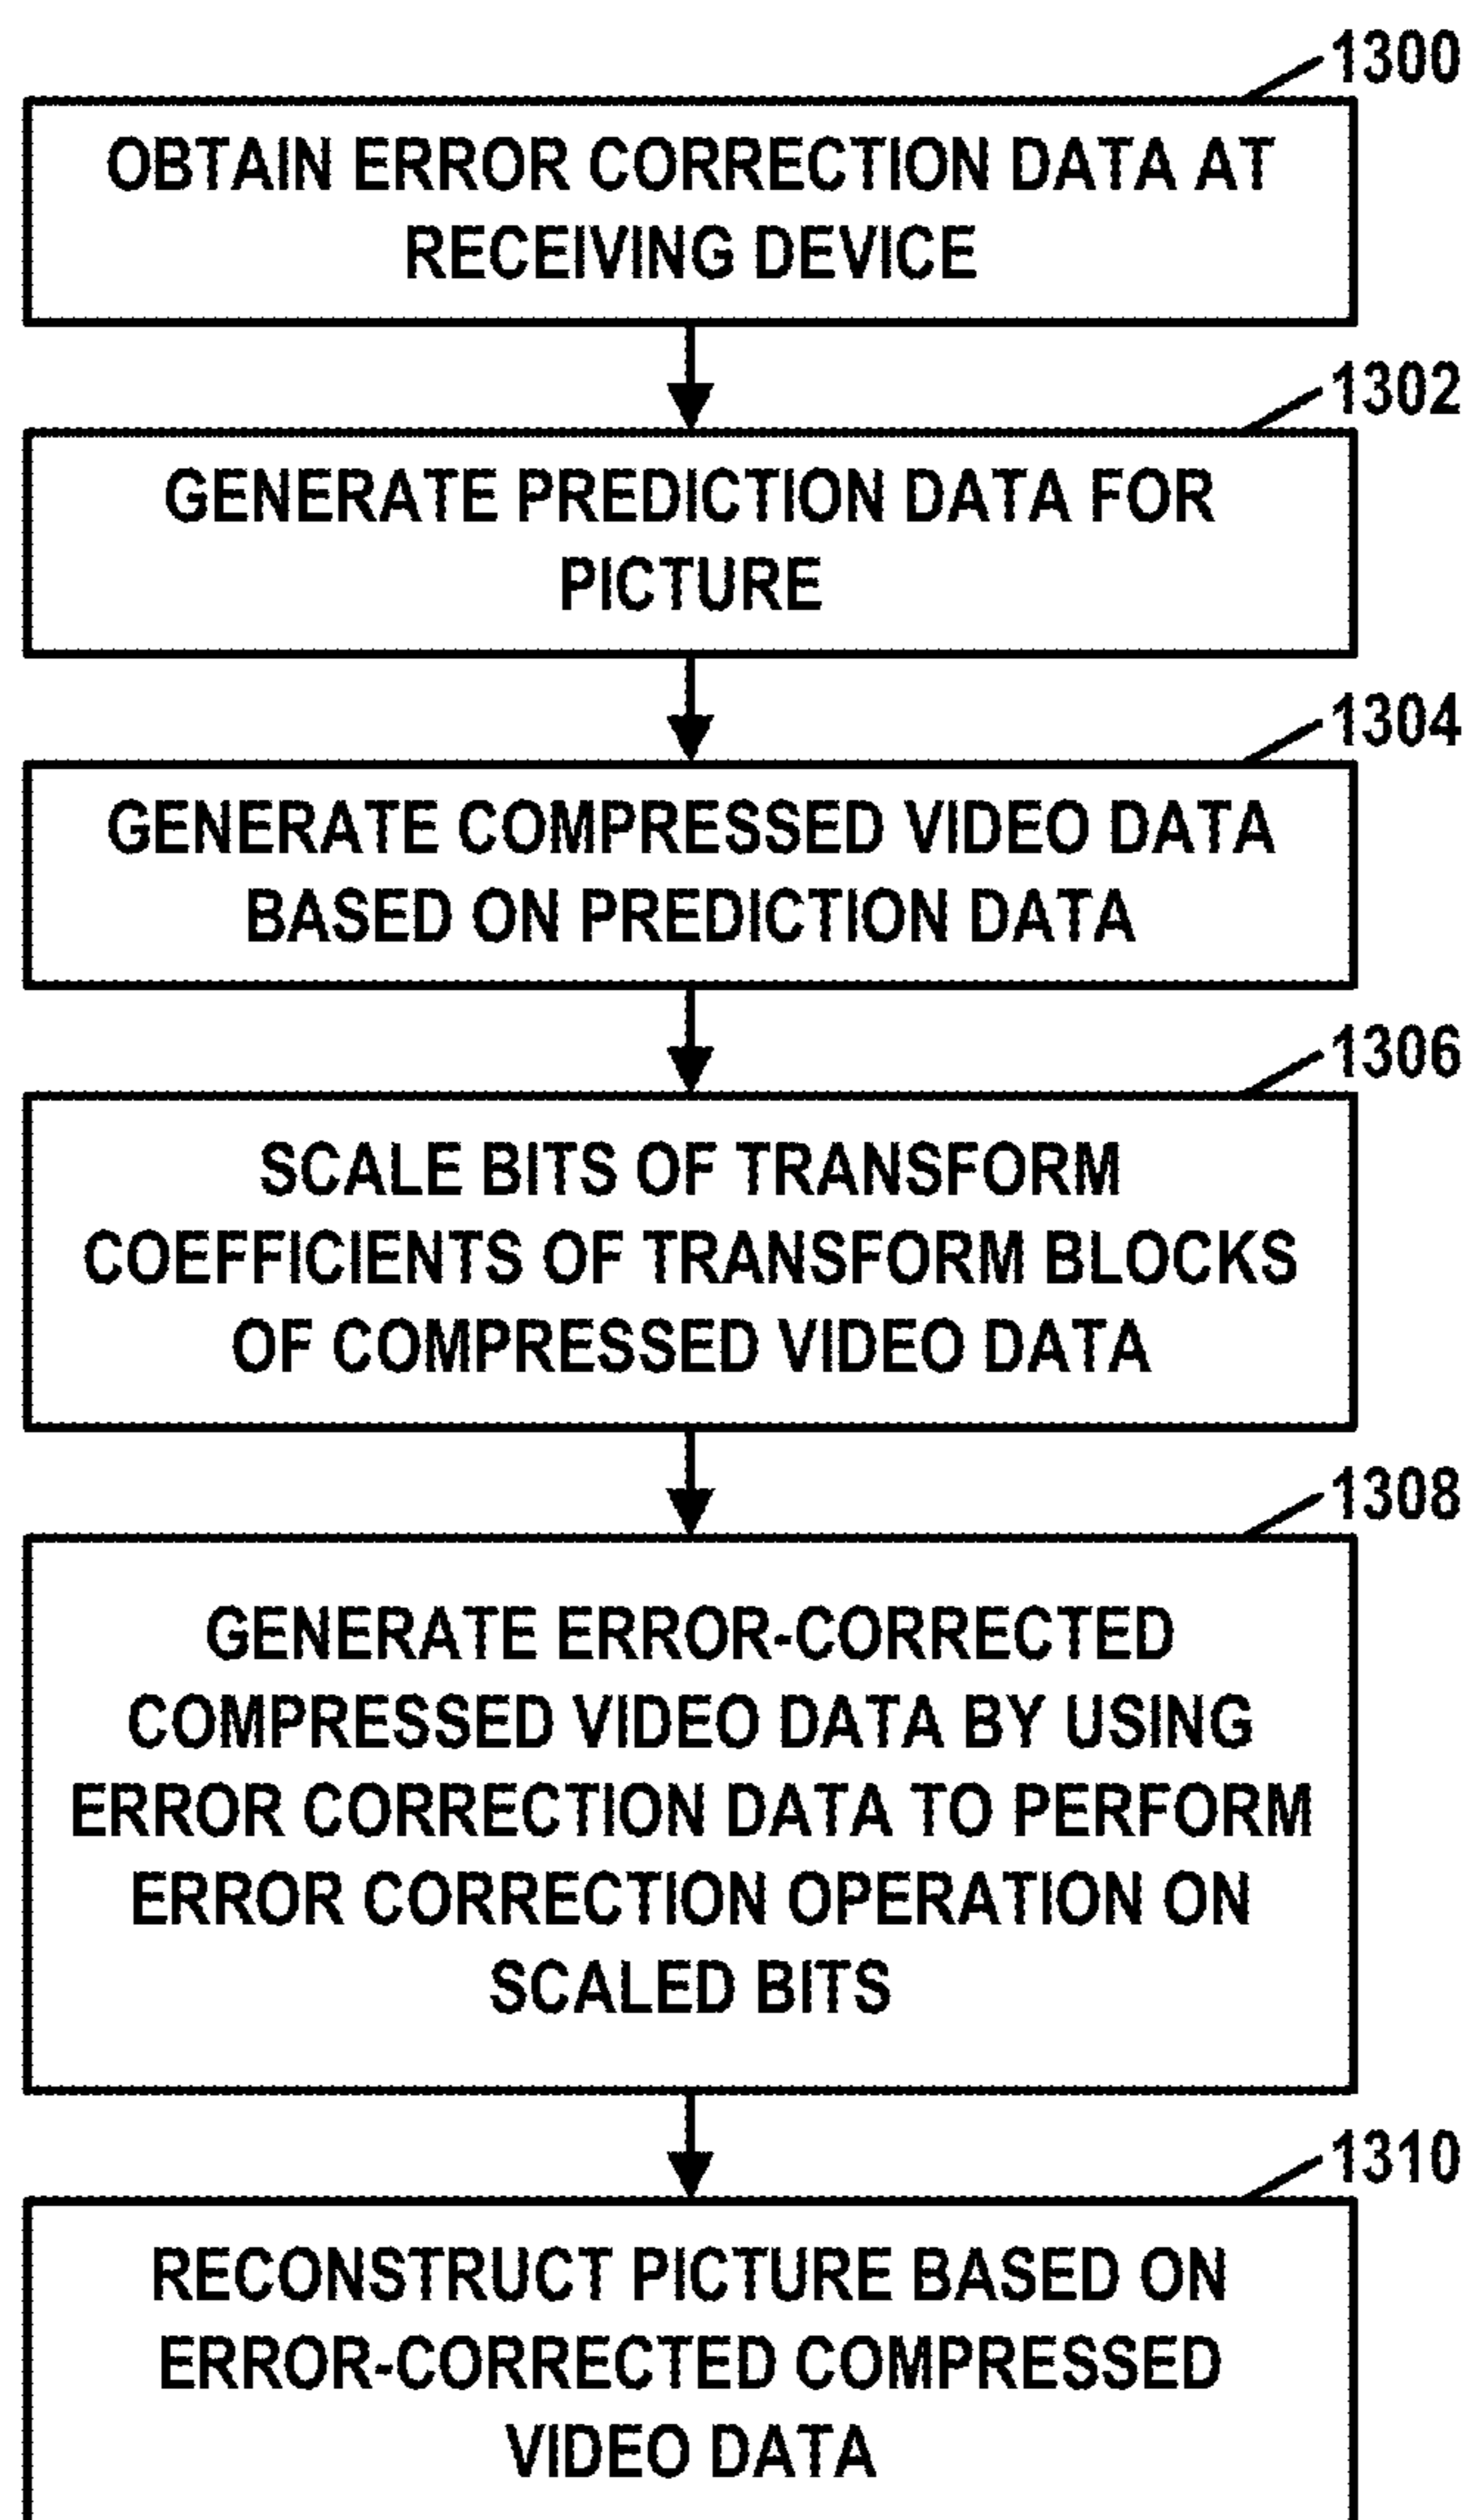 1300
OBTAIN ERROR CORRECTION DATA AT
RECEIVING DEVICE
1302
GENERATE PREDICTION DATA FOR
PICTURE
1304
GENERATE COMPRESSED VIDEO DATA
BASED ON PREDICTION DATA
1306
SCALE BITS OF TRANSFORM
COEFFICIENTS OF TRANSFORM BLOCKS
OF COMPRESSED VIDEO DATA
1308
GENERATE ERROR-CORRECTED
COMPRESSED VIDEO DATA BY USING
ERROR CORRECTION DATA TO PERFORM
ERROR CORRECTION OPERATION ON
SCALED BITS
1310
RECONSTRUCT PICTURE BASED ON
ERROR-CORRECTED COMPRESSED
VIDEO DATA